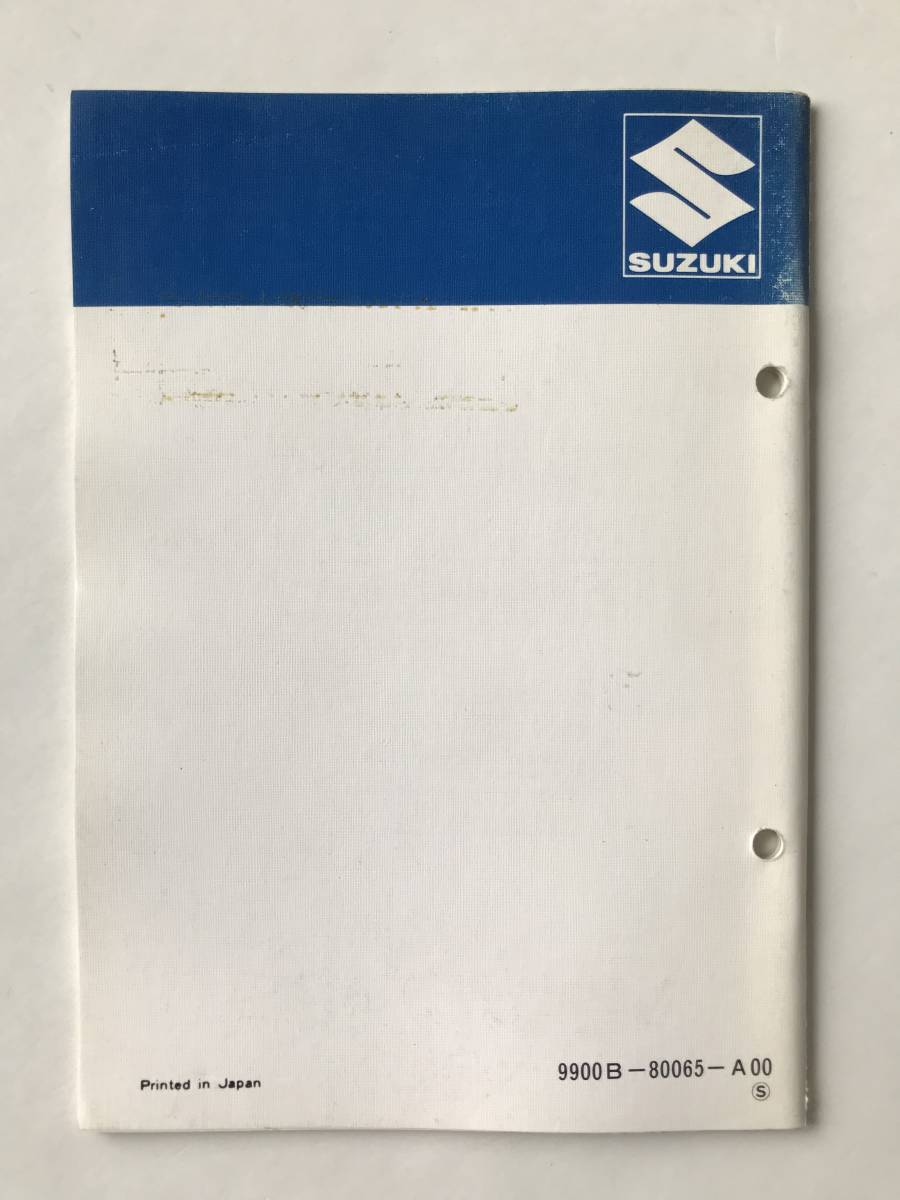 SUZUKI
Printed in Japan
9900B-80065-A00
Ⓢ